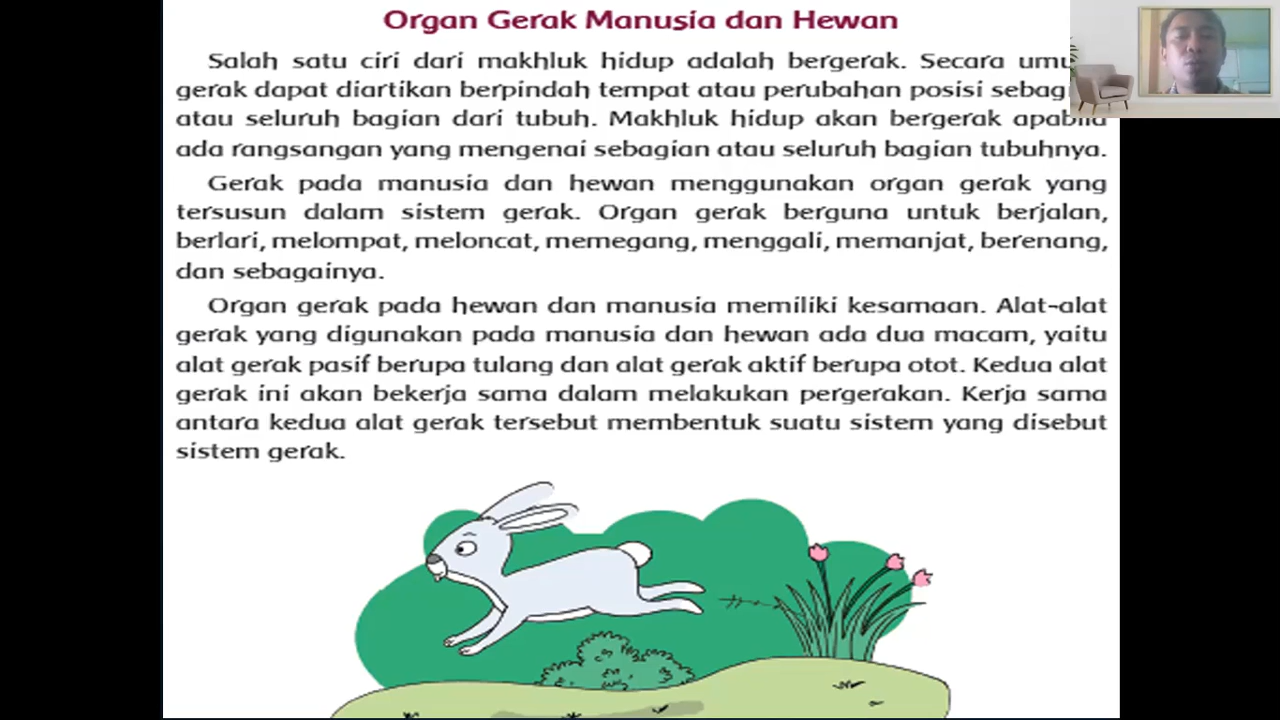 Organ Gerak Manusia dan Hewan
Salah satu ciri dari makhluk hidup adalah bergerak. Secara
gerak dapat diartikan berpindah tempat atau perubahan posisi
atau seluruh bagian dari tubuh. Makhluk hidup akan bergerak apabila
ada rangsangan yang mengenai sebagian atau seluruh bagian tubuhnya.
Gerak pada manusia dan hewan menggunakan organ gerak yang
tersusun dalam sistem gerak. Organ gerak berguna untuk berjalan,
berlari, melompat, meloncat, memegang, menggali, memanjat, berenang,
dan sebagainya.
Organ gerak pada hewan dan manusia memiliki kesamaan. Alat-alat
gerak yang digunakan pada manusia dan hewan ada dua macam, yaitu
alat gerak pasif berupa tulang dan alat gerak aktif berupa otot. Kedua alat
gerak ini akan bekerja sama dalam melakukan pergerakan. Kerja sama
antara kedua alat gerak tersebut membentuk suatu sistem yang disebut
sistem gerak.